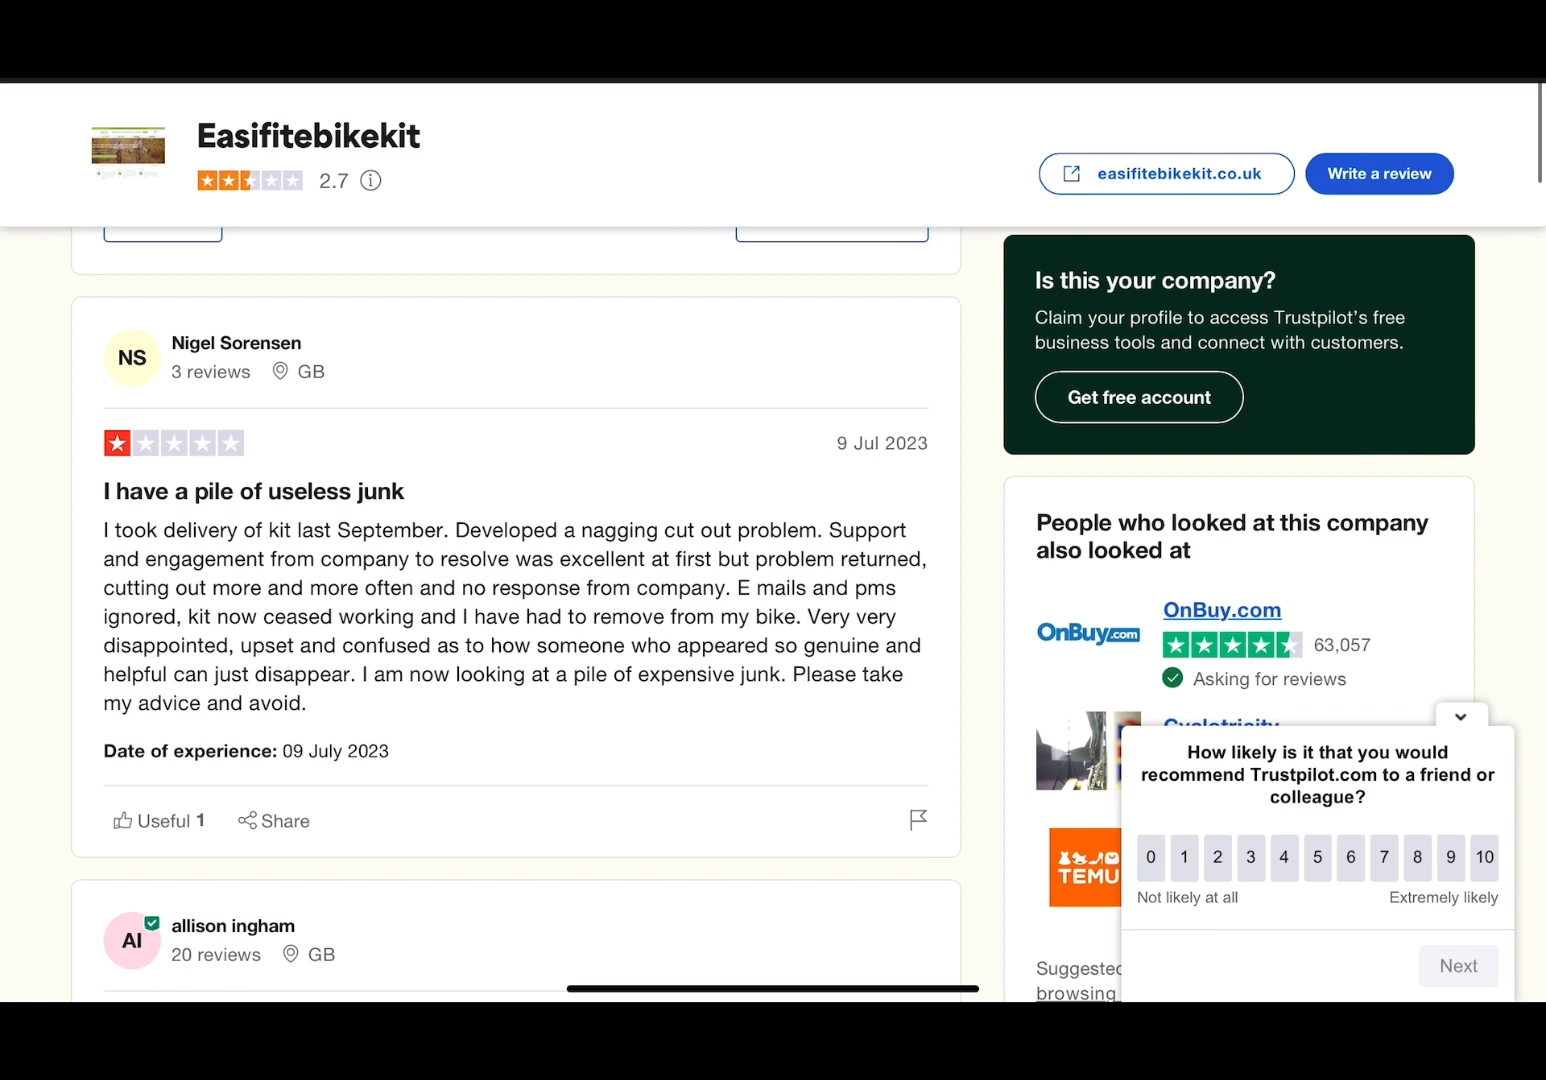 Easifitebikekit
2.7
easifitebikekit.co.uk
Write a review
Nigel Sorensen
NS
3 reviews GB
9 Jul 2023
I have a pile of useless junk
I took delivery of kit last September. Developed a nagging cut out problem. Support
and engagement from company to resolve was excellent at first but problem returned,
cutting out more and more often and no response from company. E mails and pms
ignored, kit now ceased working and I have had to remove from my bike. Very very
disappointed, upset and confused as to how someone who appeared so genuine and
helpful can just disappear. I am now looking at a pile of expensive junk. Please take
my advice and avoid.
Date of experience: 09 July 2023
Useful 1 Share
allison ingham
AI
20 reviews GB
Is this your company?
Claim your profile to access Trustpilot's free
business tools and connect with customers.
Get free account
People who looked at this company
also looked at
OnBuy.com
OnBuy.com
63,057
Asking for reviews
Cyclotricity
TEMU
Suggested
browsing
How likely is it that you would
recommend Trustpilot.com to a friend or
colleague?
0 1 2 3 4 5 6 7 8 9 10
Not likely at all Extremely likely
Next